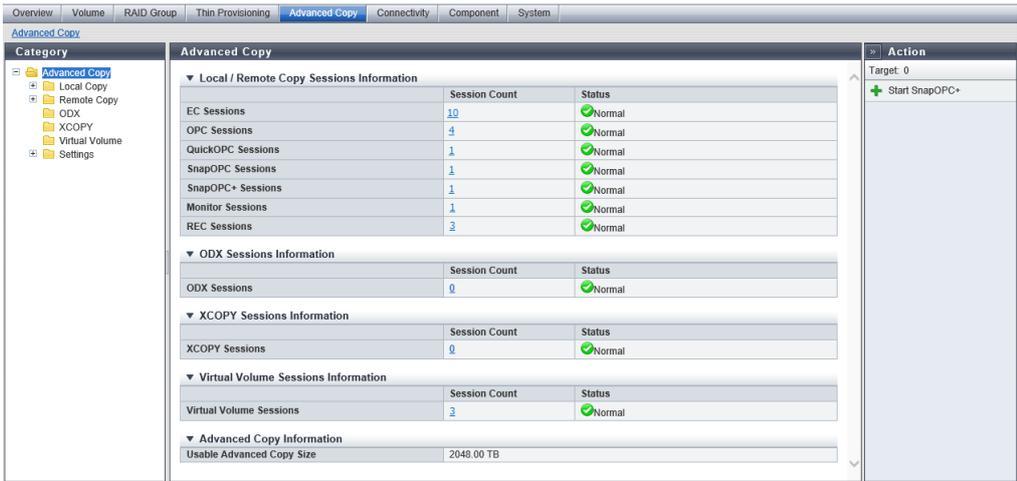 Overview Volume RAID Group Thin Provisioning Advanced Copy Connectivity Component System
Advanced Copy
Category
Advanced Copy
Local Copy
Remote Copy
ODX
XCOPY
Virtual Volume
Settings
Advanced Copy
Local / Remote Copy Sessions Information
Session Count Status
EC Sessions 10 Normal
OPC Sessions 4 Normal
QuickOPC Sessions 1 Normal
SnapOPC Sessions 1 Normal
SnapOPC+ Sessions 1 Normal
Monitor Sessions 1 Normal
REC Sessions 3 Normal
ODX Sessions Information
Session Count Status
ODX Sessions 0 Normal
XCOPY Sessions Information
Session Count Status
XCOPY Sessions 0 Normal
Virtual Volume Sessions Information
Session Count Status
Virtual Volume Sessions 3 Normal
Advanced Copy Information
Usable Advanced Copy Size 2048.00 TB
» Action
Target: 0
Start SnapOPC+